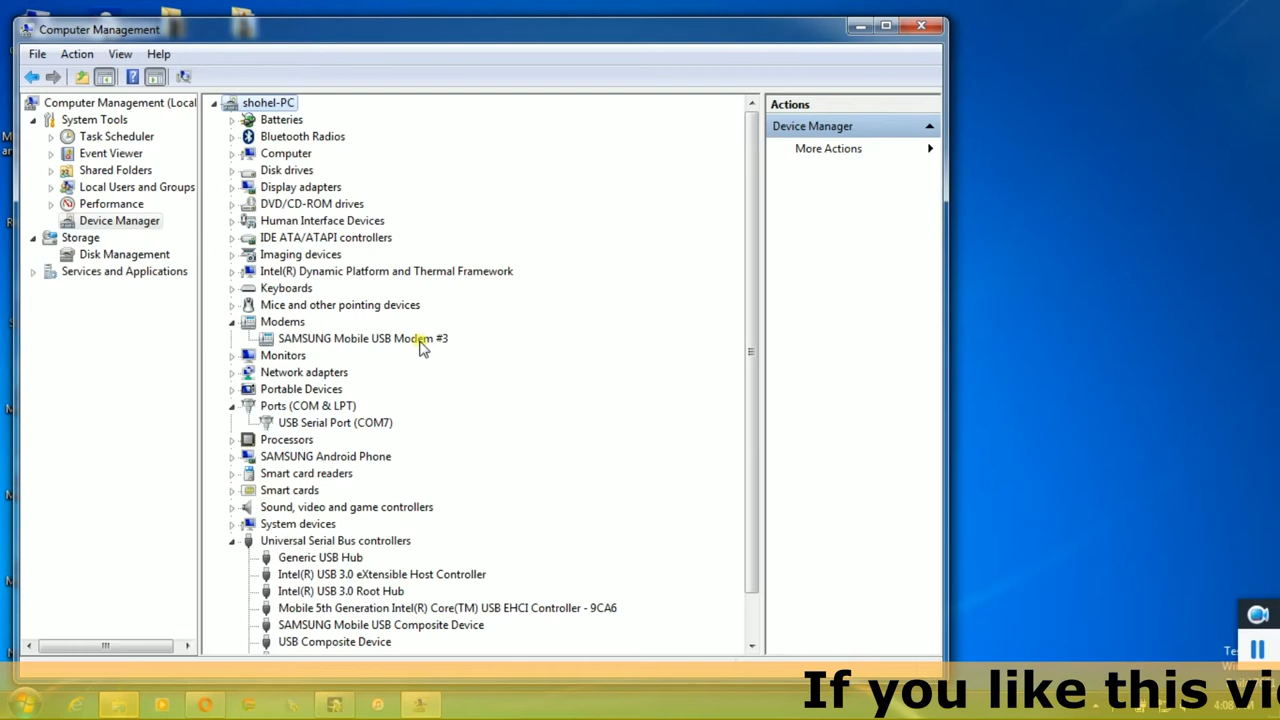 Computer Management
File Action View Help
Computer Management (Local
System Tools
Task Scheduler
Event Viewer
Shared Folders
Local Users and Groups
Performance
Device Manager
Storage
Disk Management
Services and Applications
shohel-PC
Batteries
Bluetooth Radios
Computer
Disk drives
Display adapters
DVD/CD-ROM drives
Human Interface Devices
IDE ATA/ATAPI controllers
Imaging devices
Intel(R) Dynamic Platform and Thermal Framework
Keyboards
Mice and other pointing devices
Modems
SAMSUNG Mobile USB Modem #3
Monitors
Network adapters
Portable Devices
Ports (COM & LPT)
USB Serial Port (COM7)
Processors
SAMSUNG Android Phone
Smart card readers
Smart cards
Sound, video and game controllers
System devices
Universal Serial Bus controllers
Generic USB Hub
Intel(R) USB 3.0 eXtensible Host Controller
Intel(R) USB 3.0 Root Hub
Mobile 5th Generation Intel(R) Core(TM) USB EHCI Controller - 9CA6
SAMSUNG Mobile USB Composite Device
USB Composite Device
Actions
Device Manager
More Actions
If you like this vi